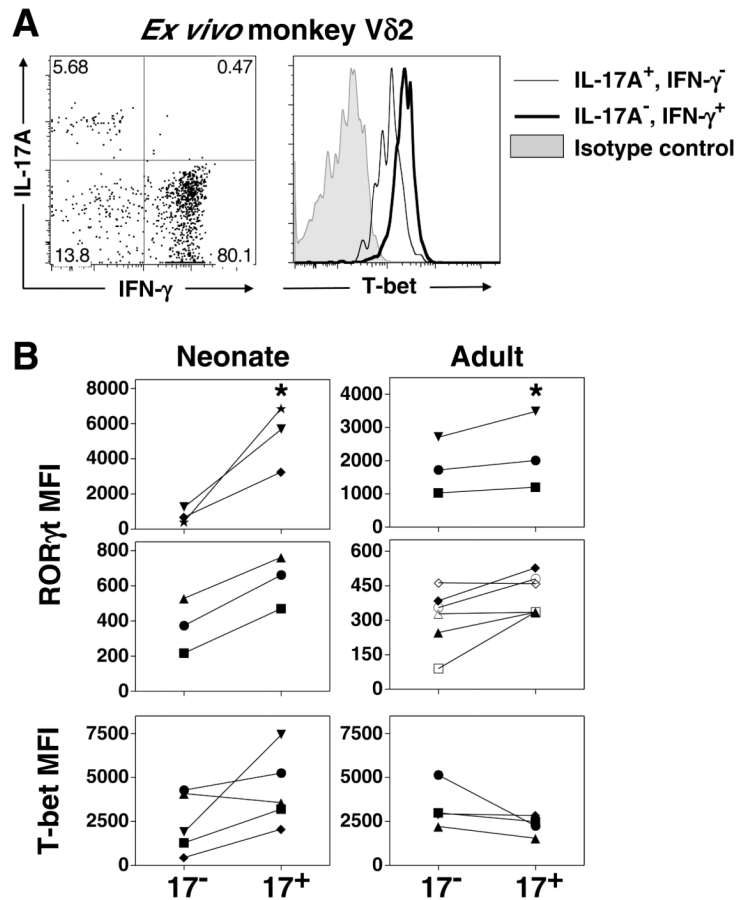 A
Ex vivo monkey Vδ2
5.68 0.47
13.8 80.1
IL-17A
IFN-γ
T-bet
IL-17A+, IFN-γ-
IL-17A-, IFN-γ+
Isotype control
B
Neonate Adult
RORγt MFI
8000
6000
4000
2000
0
*
4000
3000
2000
1000
0
*
800
600
400
200
0
600
450
300
150
0
T-bet MFI
7500
5000
2500
0
7500
5000
2500
0
17- 17+ 17- 17+